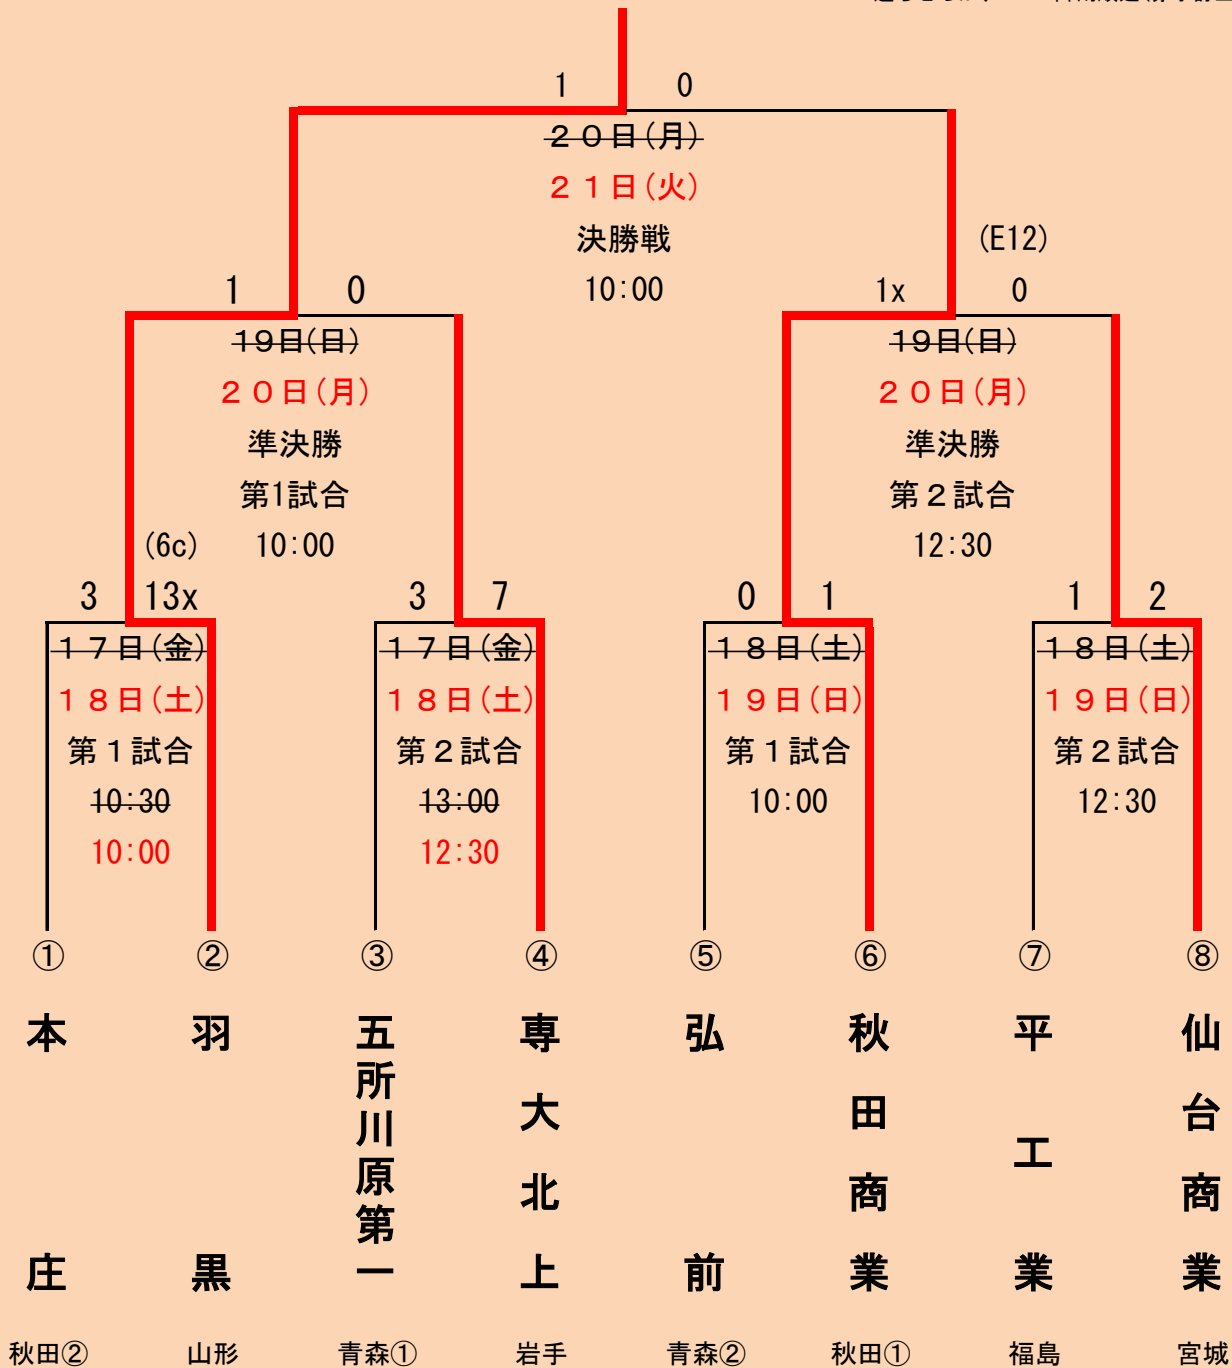 1 0
２０日(月)
２１日(火)
決勝戦
10:00
(E12)
1 0
1x 0
19日(日)
２０日(月)
準決勝
第1試合
10:00
19日(日)
２０日(月)
準決勝
第２試合
12:30
(6c)
3 13x
3 7
0 1
1 2
１７日(金)
１８日(土)
第１試合
10:30
10:00
１７日(金)
１８日(土)
第２試合
13:00
12:30
１８日(土)
１９日(日)
第１試合
10:00
１８日(土)
１９日(日)
第２試合
12:30
① ② ③ ④ ⑤ ⑥ ⑦ ⑧
本庄
羽黒
五所川原第一
専大北上
弘前
秋田商業
平工業
仙台商業
秋田② 山形 青森① 岩手 青森② 秋田① 福島 宮城